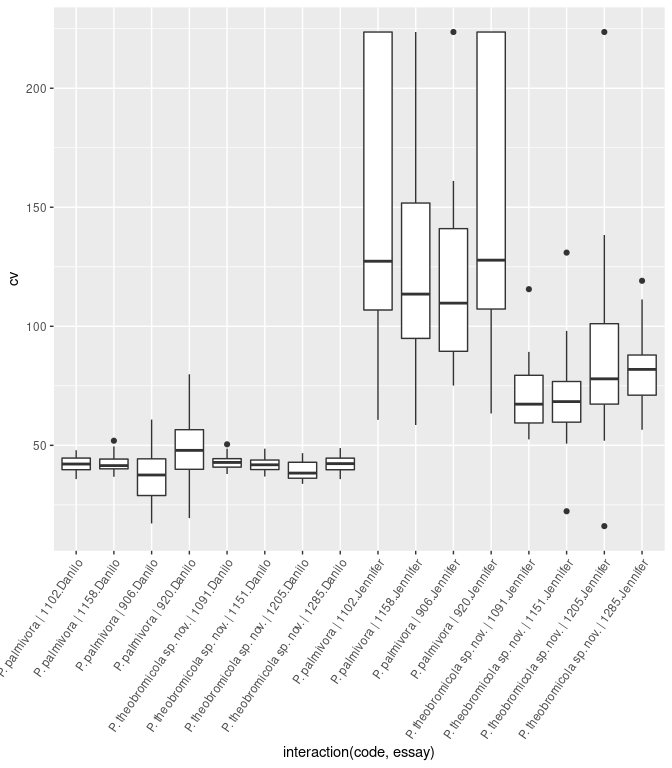 cv
200
150
100
50
P. palmivora | 1102.Danilo
P. palmivora | 1158.Danilo
P. palmivora | 906.Danilo
P. palmivora | 920.Danilo
P. theobromicola sp. nov. | 1091.Danilo
P. theobromicola sp. nov. | 1151.Danilo
P. theobromicola sp. nov. | 1205.Danilo
P. theobromicola sp. nov. | 1285.Danilo
P. palmivora | 1102.Jennifer
P. palmivora | 1158.Jennifer
P. palmivora | 906.Jennifer
P. palmivora | 920.Jennifer
P. theobromicola sp. nov. | 1091.Jennifer
P. theobromicola sp. nov. | 1151.Jennifer
P. theobromicola sp. nov. | 1205.Jennifer
P. theobromicola sp. nov. | 1285.Jennifer
interaction(code, essay)